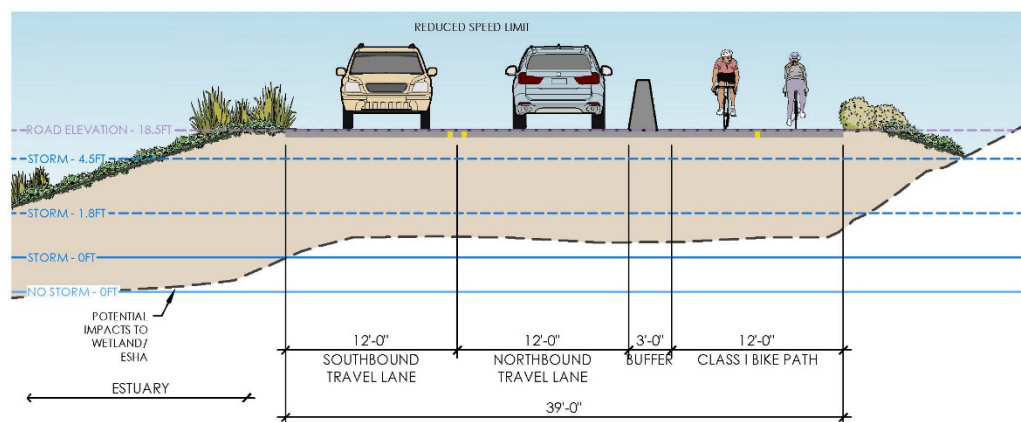 REDUCED SPEED LIMIT
ROAD ELEVATION - 18.5FT
STORM - 4.5FT
STORM - 1.8FT
STORM - 0FT
NO STORM - 0FT
POTENTIAL
IMPACTS TO
WETLAND/
ESHA
12'-0" 12'-0" 3'-0" 12'-0"
SOUTHBOUND
TRAVEL LANE
NORTHBOUND
TRAVEL LANE
BUFFER
CLASS I BIKE PATH
ESTUARY
39'-0"